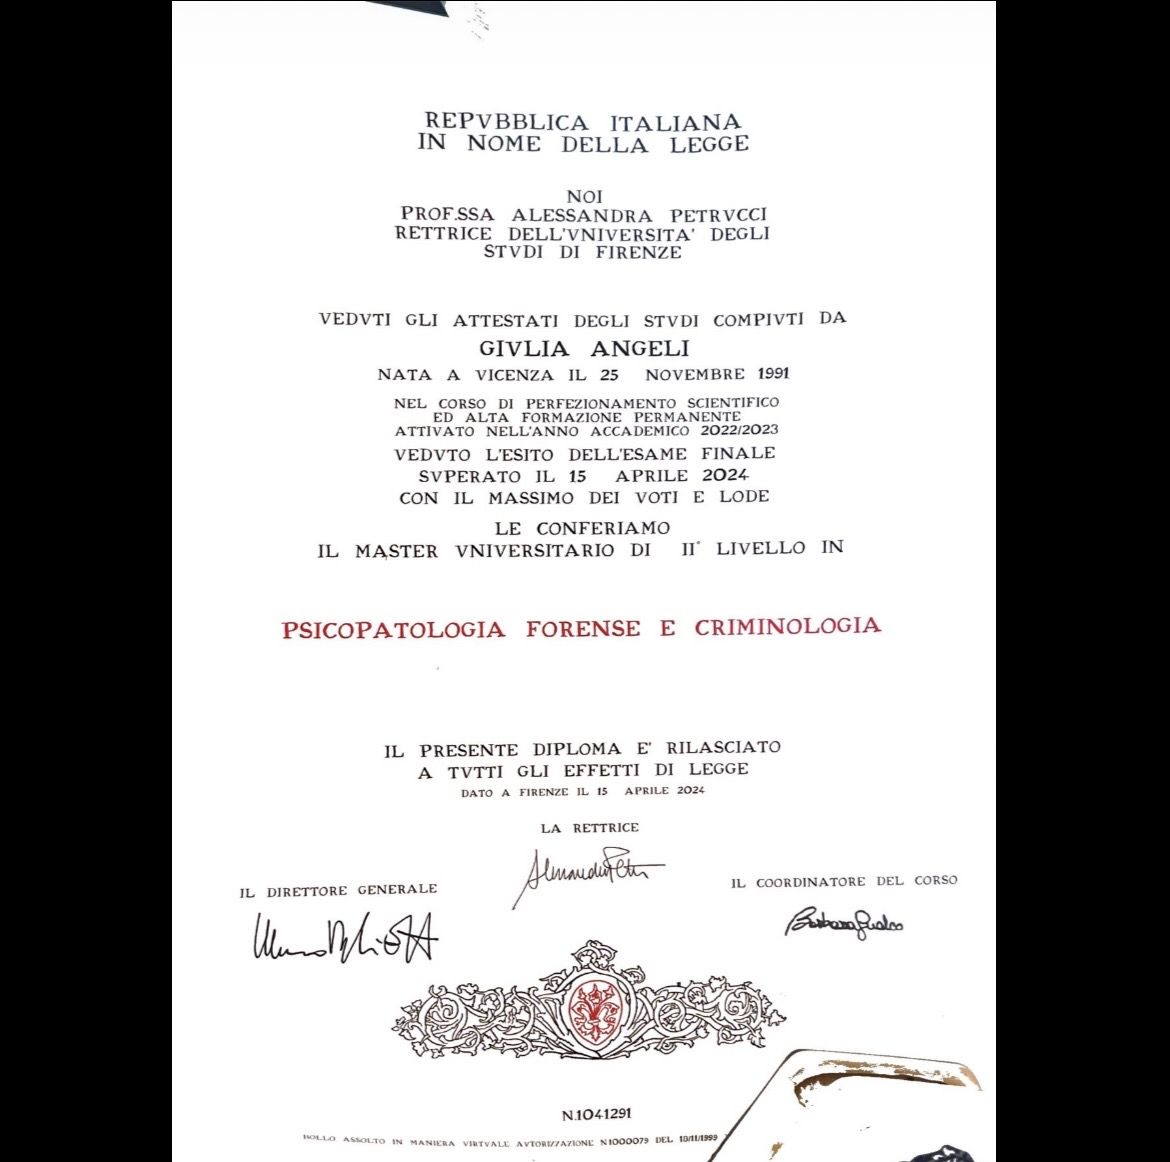 REPVBBLICA ITALIANA
IN NOME DELLA LEGGE
NOI
PROF.SSA ALESSANDRA PETRVCCI
RETTRICE DELL'VNIVERSITA' DEGLI
STVDI DI FIRENZE
VEDVTI GLI ATTESTATI DEGLI STVDI COMPIVTI DA
GIVLIA ANGELI
NATA A VICENZA IL 25 NOVEMBRE 1991
NEL CORSO DI PERFEZIONAMENTO SCIENTIFICO
ED ALTA FORMAZIONE PERMANENTE
ATTIVATO NELL'ANNO ACCADEMICO 2022/2023
VEDVTO L'ESITO DELL'ESAME FINALE
SVPERATO IL 15 APRILE 2024
CON IL MASSIMO DEI VOTI E LODE
LE CONFERIAMO
IL MASTER VNIVERSITARIO DI II° LIVELLO IN
PSICOPATOLOGIA FORENSE E CRIMINOLOGIA
IL PRESENTE DIPLOMA E' RILASCIATO
A TVTTI GLI EFFETTI DI LEGGE
DATO A FIRENZE IL 15 APRILE 2024
LA RETTRICE
IL DIRETTORE GENERALE
IL COORDINATORE DEL CORSO
N.1041291
BOLLO ASSOLTO IN MANIERA VIRTVALE AVTORIZZAZIONE N1000079 DEL 18/11/1999